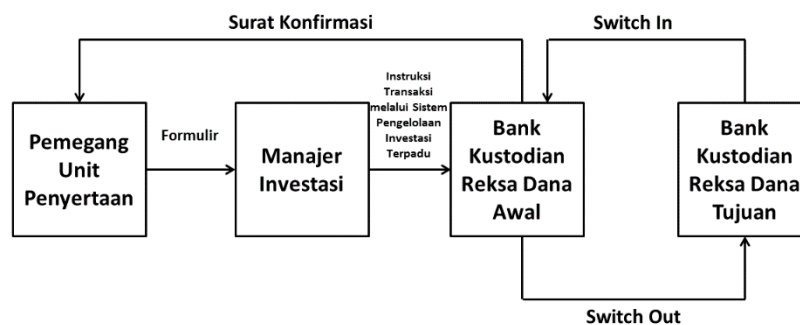 Surat Konfirmasi
Switch In
Instruksi
Transaksi
melalui Sistem
Pengelolaan
Investasi
Terpadu
Formulir
Pemegang
Unit
Penyertaan
Manajer
Investasi
Bank
Kustodian
Reksa Dana
Awal
Bank
Kustodian
Reksa Dana
Tujuan
Switch Out